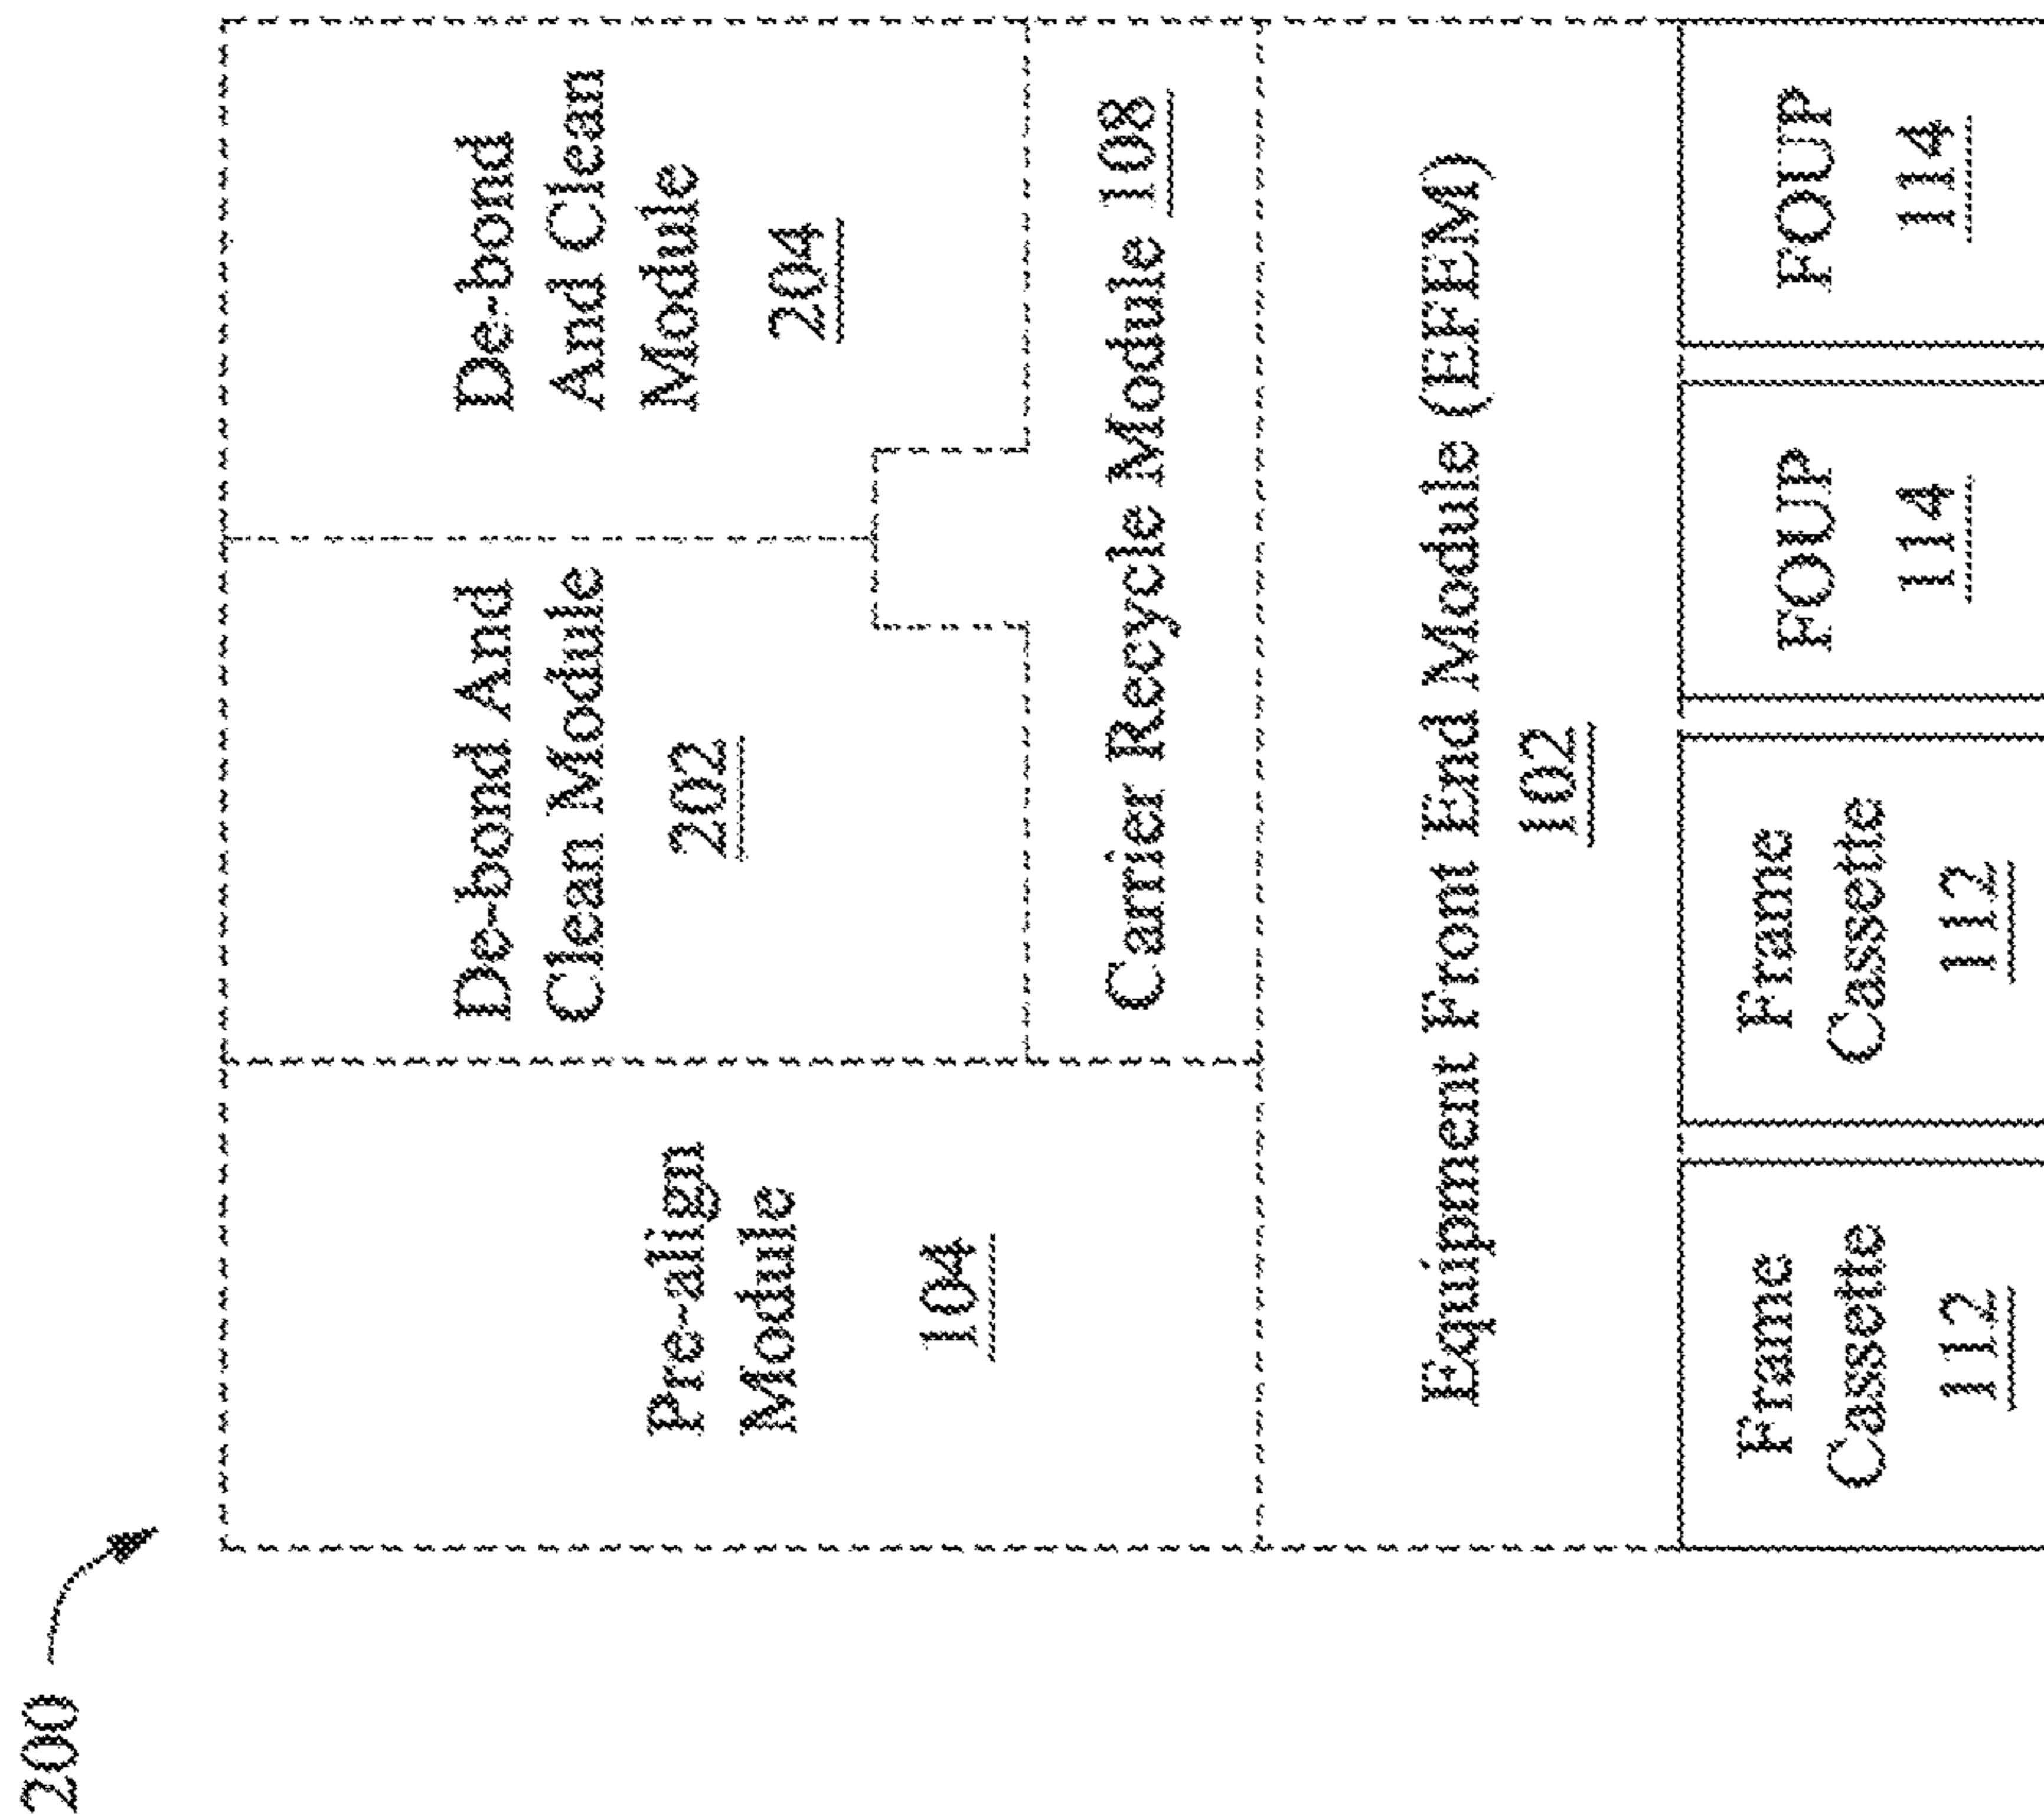 200
Pre-align
Module
104
De-bond And
Clean Module
202
De-bond
And Clean
Module
204
Carrier Recycle Module 108
Equipment Front End Module (EFEM)
102
Frame
Cassette
112
Frame
Cassette
112
FOUP
114
FOUP
114